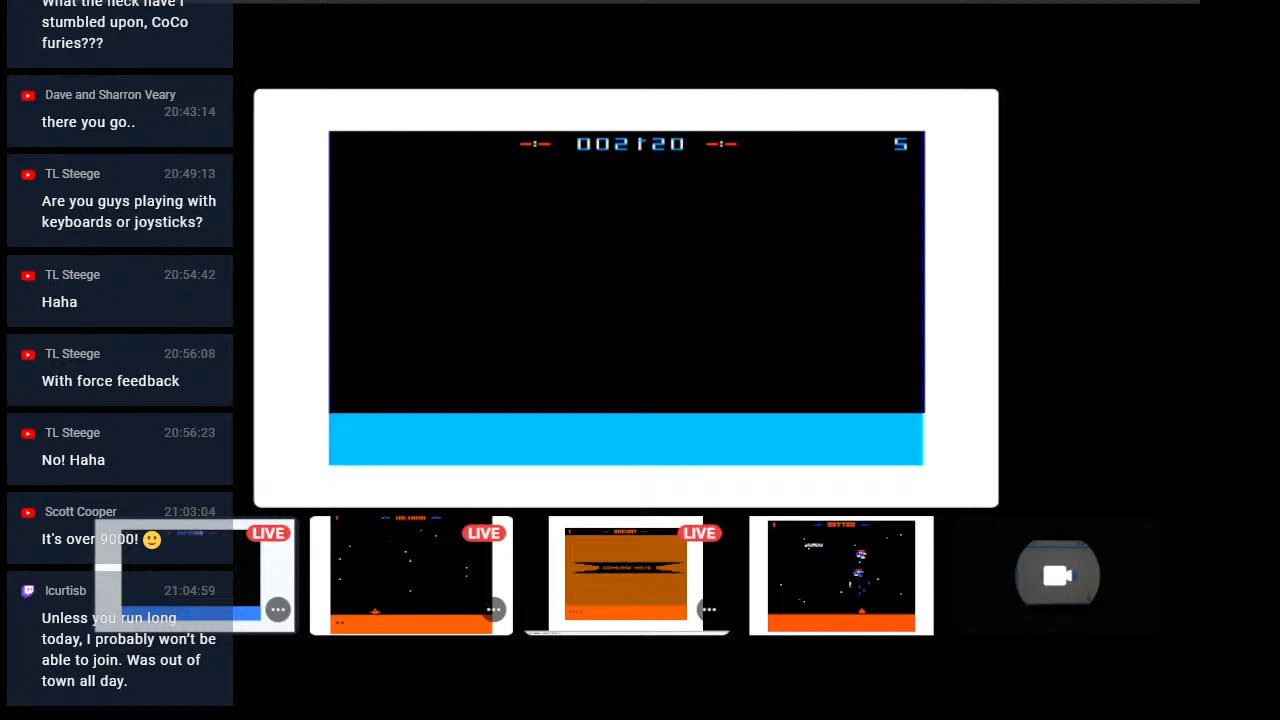 What the heck have I
stumbled upon, CoCo
furies???
Dave and Sharron Veary
20:43:14
there you go..
TL Steege 20:49:13
Are you guys playing with
keyboards or joysticks?
TL Steege 20:54:42
Haha
TL Steege 20:56:08
With force feedback
TL Steege 20:56:23
No! Haha
Scott Cooper 21:03:04
It's over 9000!
lcurtisb 21:04:59
Unless you run long
today, I probably won't be
able to join. Was out of
town all day.
002120 5
LIVE
LIVE
LIVE